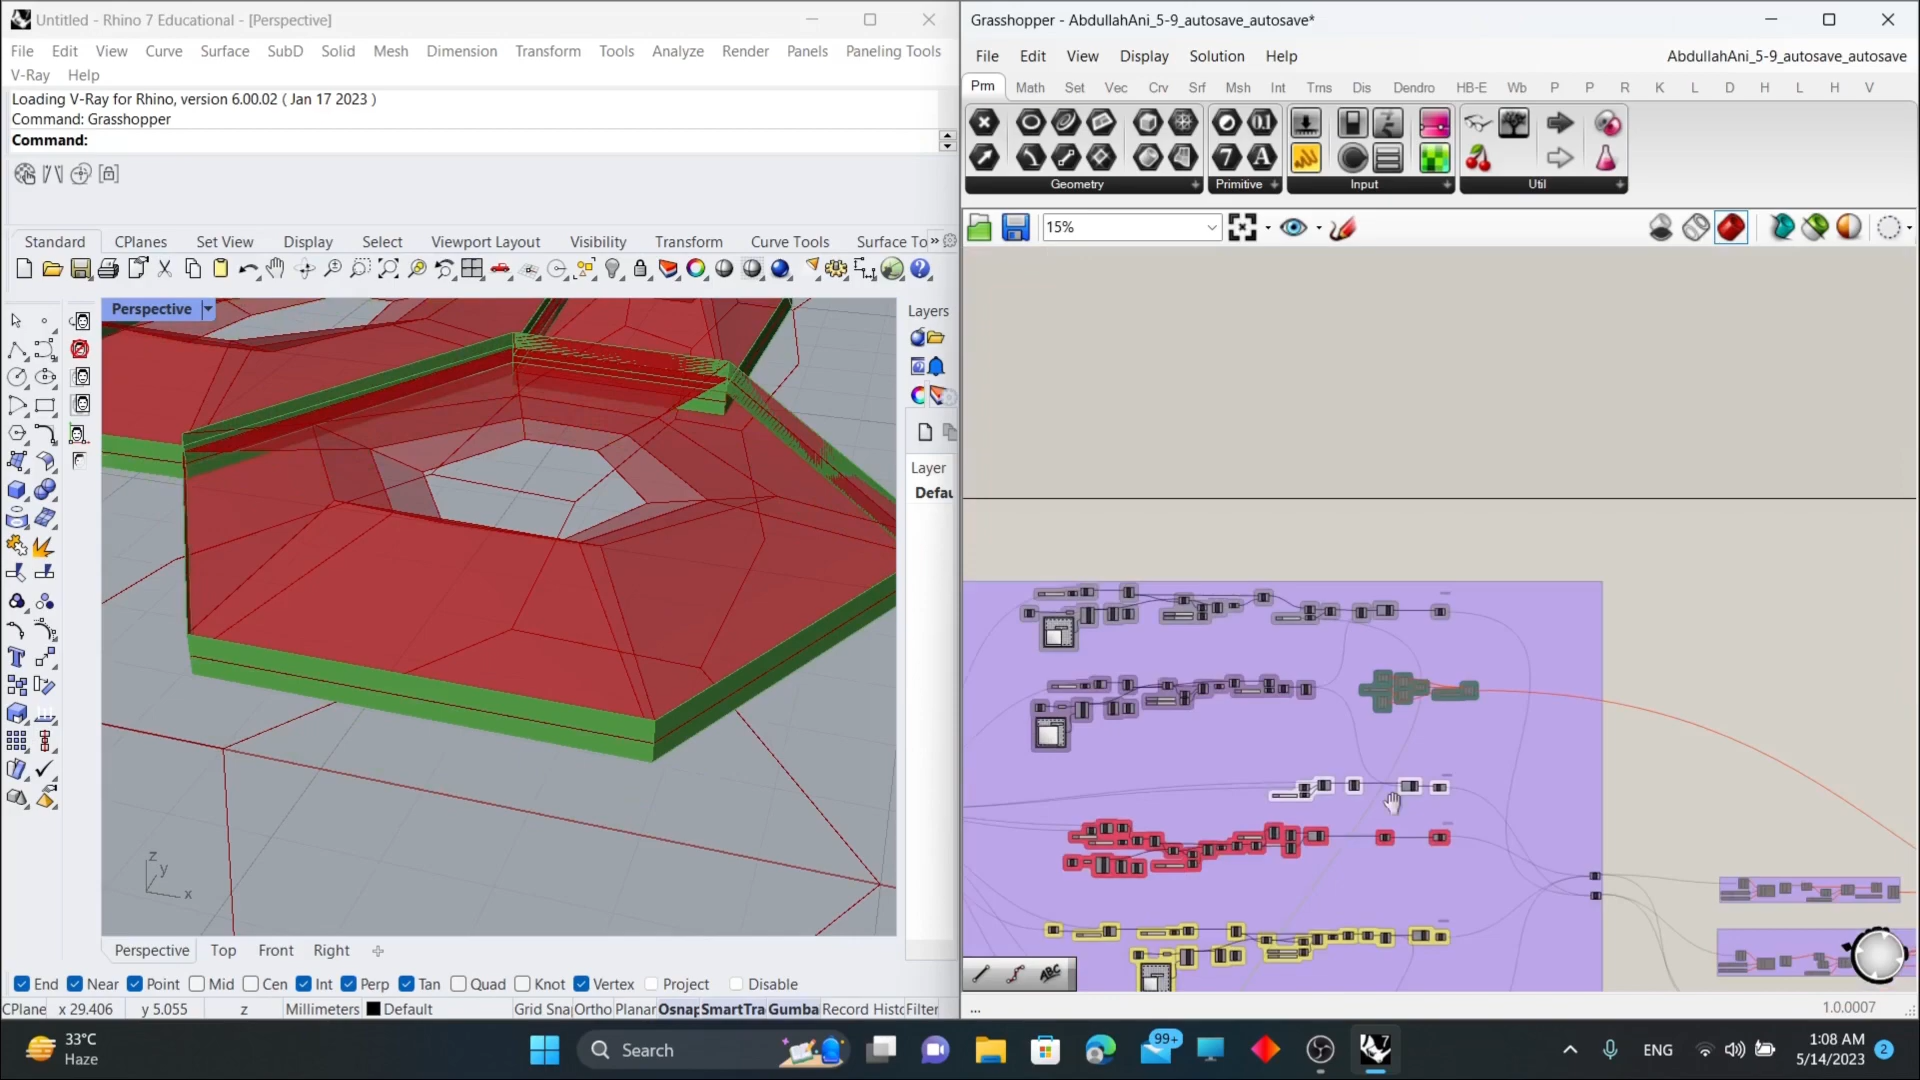 Untitled - Rhino 7 Educational - [Perspective]
File Edit View Curve Surface SubD Solid Mesh Dimension Transform Tools Analyze Render Panels Paneling Tools
V-Ray Help
Loading V-Ray for Rhino, version 6.00.02 ( Jan 17 2023 )
Command: Grasshopper
Command:
Standard CPlanes Set View Display Select Viewport Layout Visibility Transform Curve Tools Surface To »
Perspective
Layers
Layer
Defau
z
y
x
Perspective Top Front Right
End Near Point Mid Cen Int Perp Tan Quad Knot Vertex Project Disable
CPlane x 29.406 y 5.055 z Millimeters Default Grid Sna Ortho Planar Osnap SmartTra Gumba Record Histo Filter
Grasshopper - AbdullahAni_5-9_autosave_autosave*
File Edit View Display Solution Help AbdullahAni_5-9_autosave_autosave
Prm Math Set Vec Crv Srf Msh Int Trns Dis Dendro HB-E Wb P P R K L D H L H V
Geometry Primitive Input Util
15%
ABC
... 1.0.0007
33°C
Haze
Search
99+
ENG
1:08 AM
5/14/2023
2